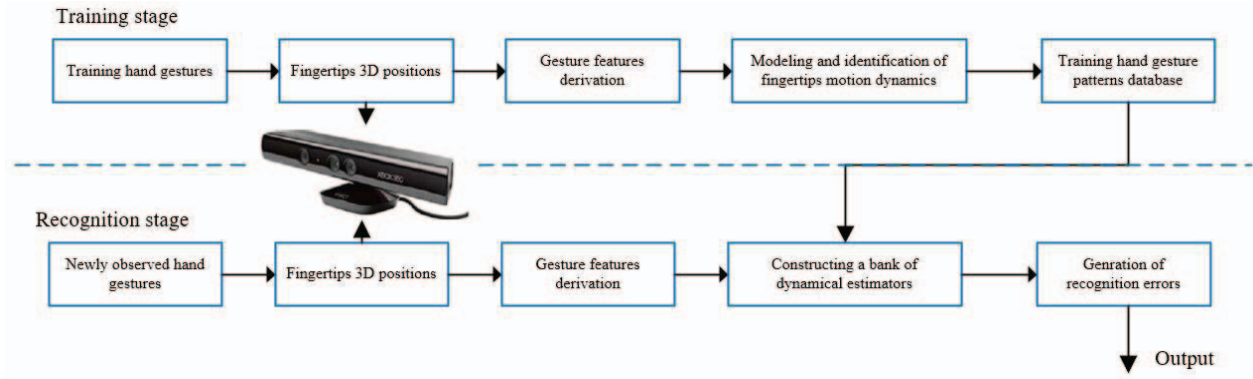 Training stage
Training hand gestures
Fingertips 3D positions
Gesture features
derivation
Modeling and identification of
fingertips motion dynamics
Training hand gesture
patterns database
XBOX 360
Recognition stage
Newly observed hand
gestures
Fingertips 3D positions
Gesture features
derivation
Constructing a bank of
dynamical estimators
Genration of
recognition errors
Output